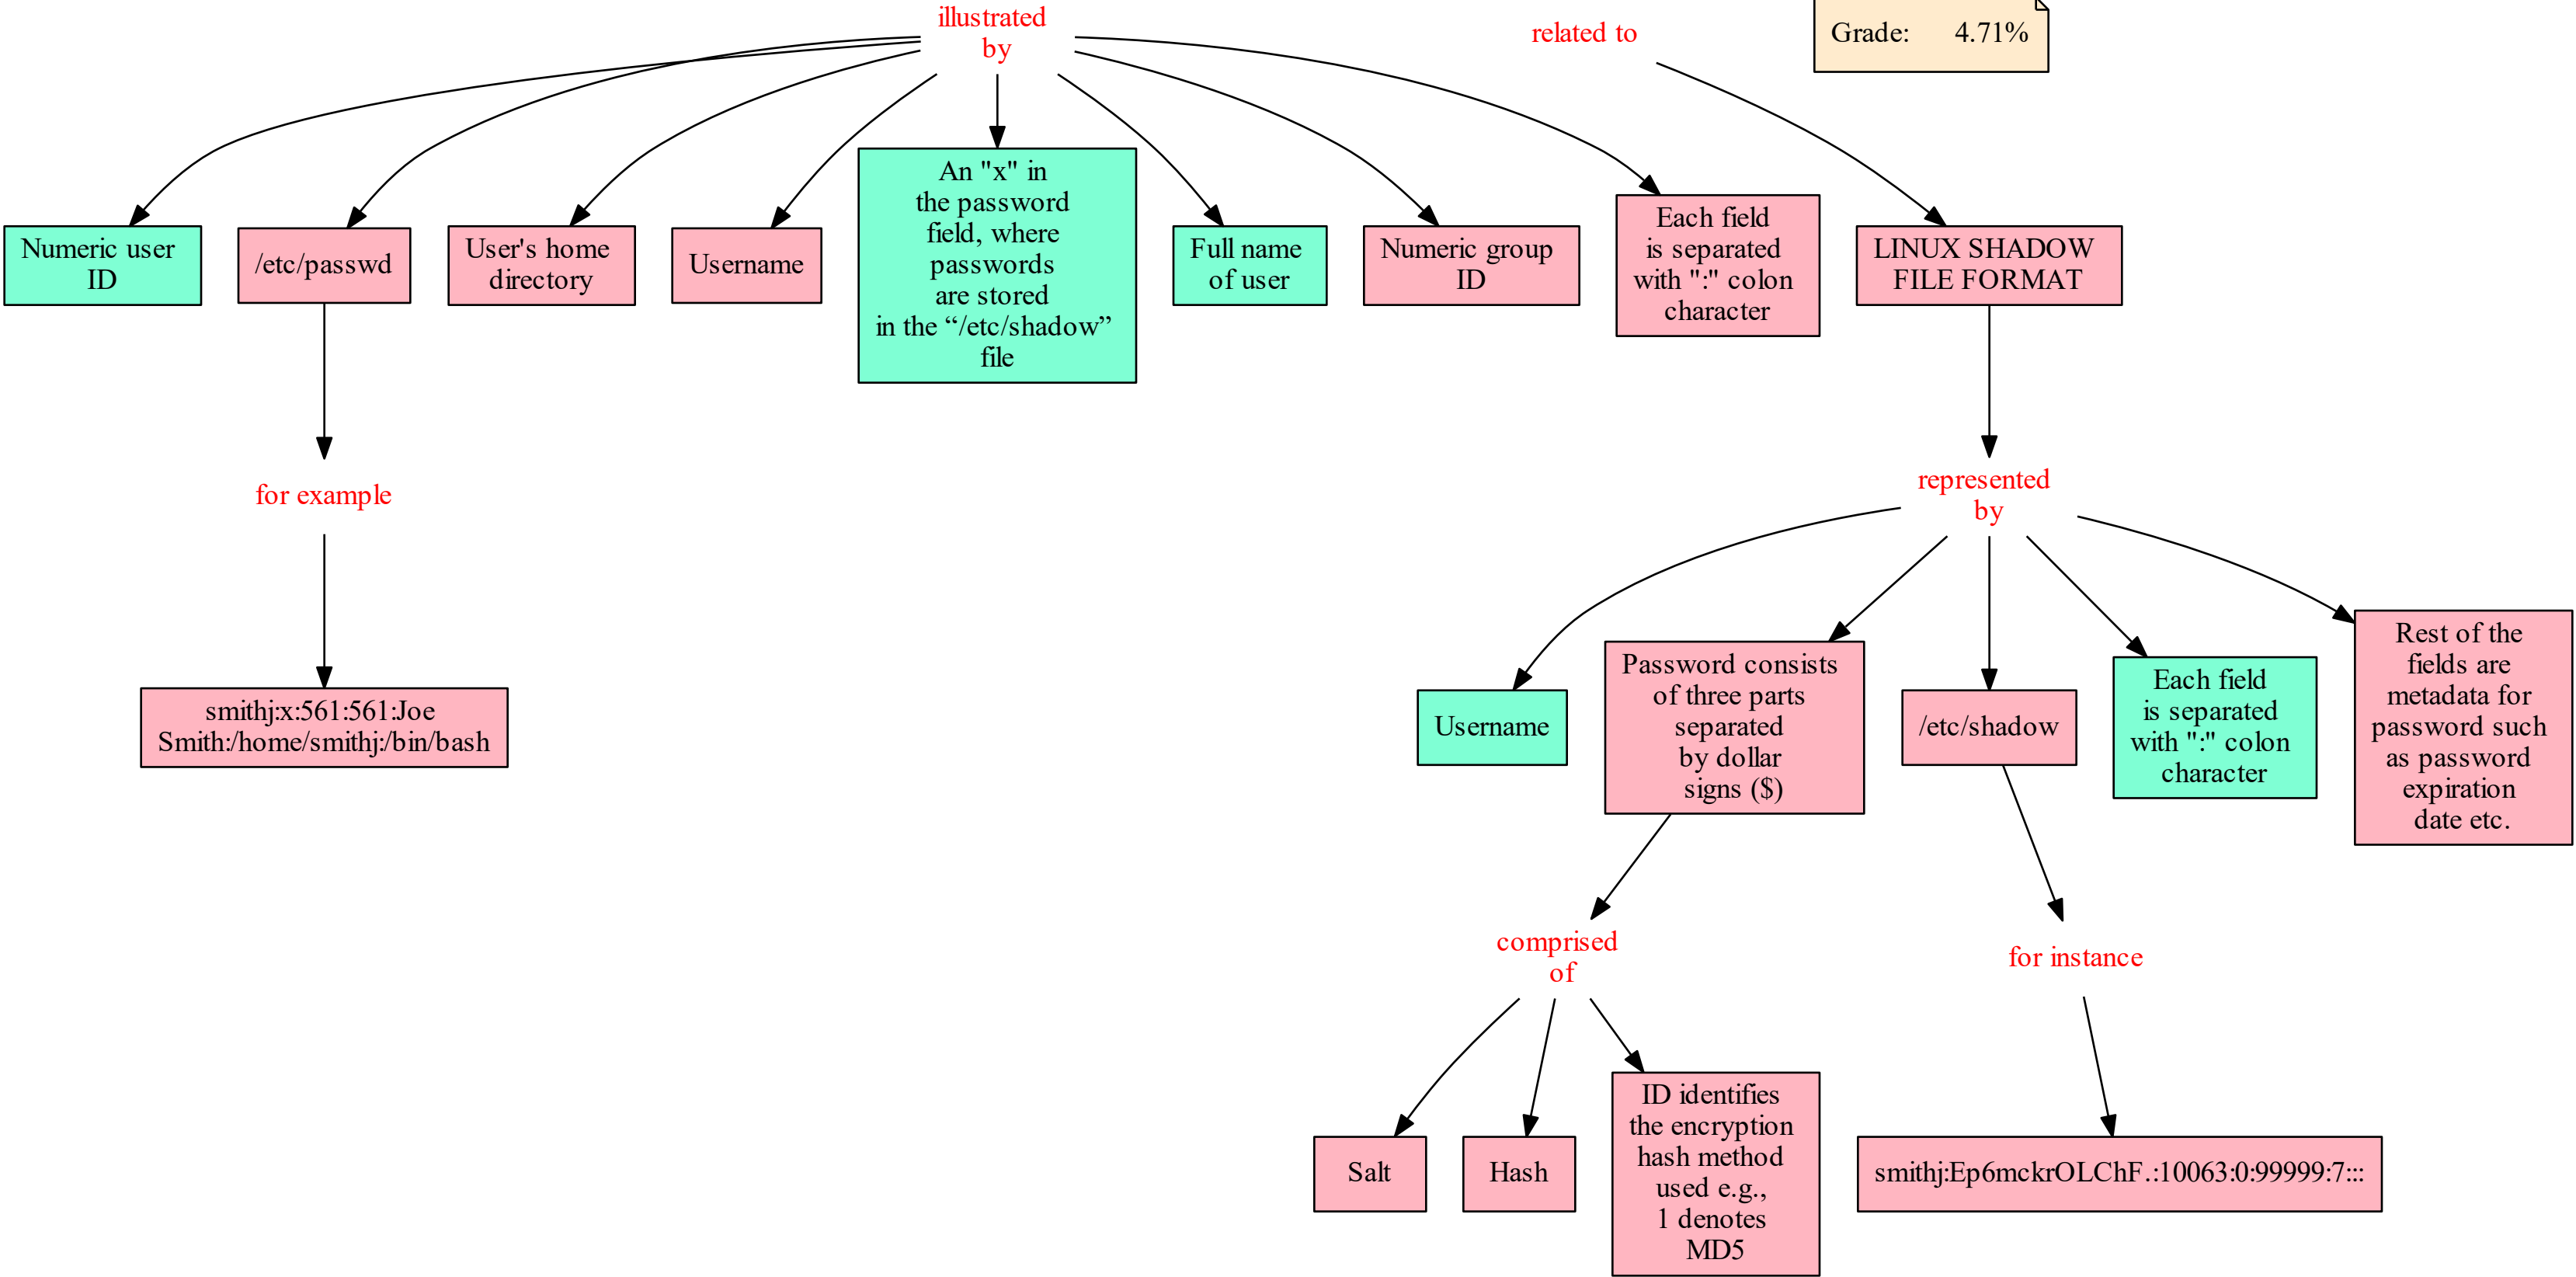 illustrated
by
related to
Grade: 4.71%
Numeric user
ID
/etc/passwd
User's home
directory
Username
An "x" in
the password
field, where
passwords
are stored
in the “/etc/shadow”
file
Full name
of user
Numeric group
ID
Each field
is separated
with ":" colon
character
LINUX SHADOW
FILE FORMAT
for example
represented
by
smithj:x:561:561:Joe
Smith:/home/smithj:/bin/bash
Username
Password consists
of three parts
separated
by dollar
signs ($)
/etc/shadow
Each field
is separated
with ":" colon
character
Rest of the
fields are
metadata for
password such
as password
expiration
date etc.
comprised
of
for instance
Salt
Hash
ID identifies
the encryption
hash method
used e.g.,
1 denotes
MD5
smithj:Ep6mckrOLChF.:10063:0:99999:7:::